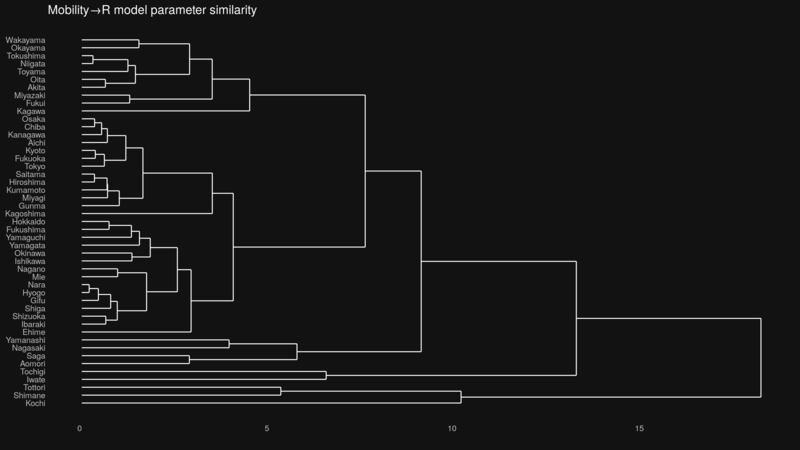 Mobility→R model parameter similarity
Wakayama
Okayama
Tokushima
Niigata
Toyama
Oita
Akita
Miyazaki
Fukui
Kagawa
Osaka
Chiba
Kanagawa
Aichi
Kyoto
Fukuoka
Tokyo
Saitama
Hiroshima
Kumamoto
Miyagi
Gunma
Kagoshima
Hokkaido
Fukushima
Yamaguchi
Yamagata
Okinawa
Ishikawa
Nagano
Mie
Nara
Hyogo
Gifu
Shiga
Shizuoka
Ibaraki
Ehime
Yamanashi
Nagasaki
Saga
Aomori
Tochigi
Iwate
Tottori
Shimane
Kochi
0 5 10 15